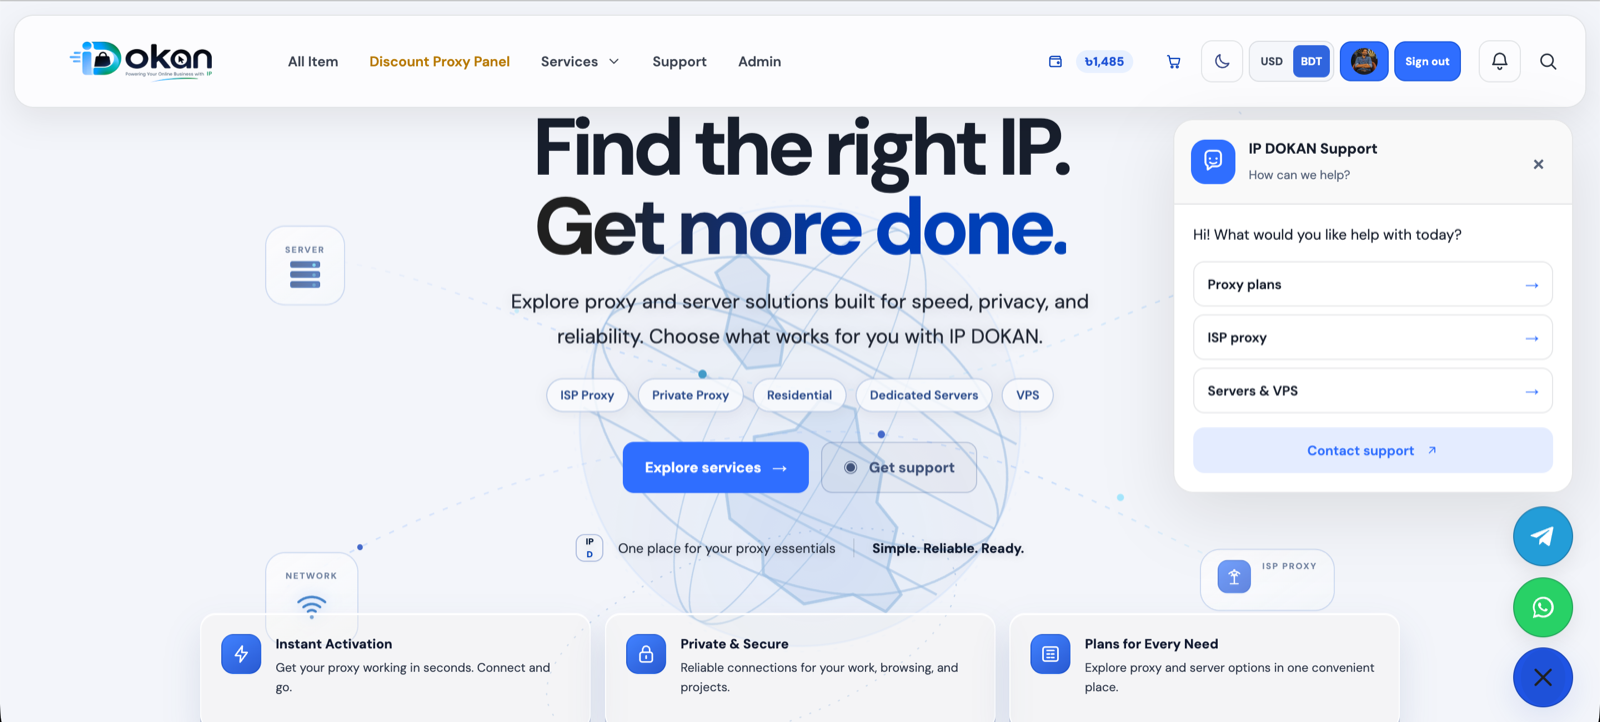 iDokan
Powering Your Online Business with IP
All Item
Discount Proxy Panel
Services
Support
Admin
৳1,485
USD
BDT
Sign out
Find the right IP.
Get more done.
Explore proxy and server solutions built for speed, privacy, and
reliability. Choose what works for you with IP DOKAN.
ISP Proxy
Private Proxy
Residential
Dedicated Servers
VPS
Explore services →
Get support
IP
D
One place for your proxy essentials
Simple. Reliable. Ready.
SERVER
NETWORK
ISP PROXY
Instant Activation
Get your proxy working in seconds. Connect and
go.
Private & Secure
Reliable connections for your work, browsing, and
projects.
Plans for Every Need
Explore proxy and server options in one convenient
place.
IP DOKAN Support
How can we help?
Hi! What would you like help with today?
Proxy plans →
ISP proxy →
Servers & VPS →
Contact support ↗